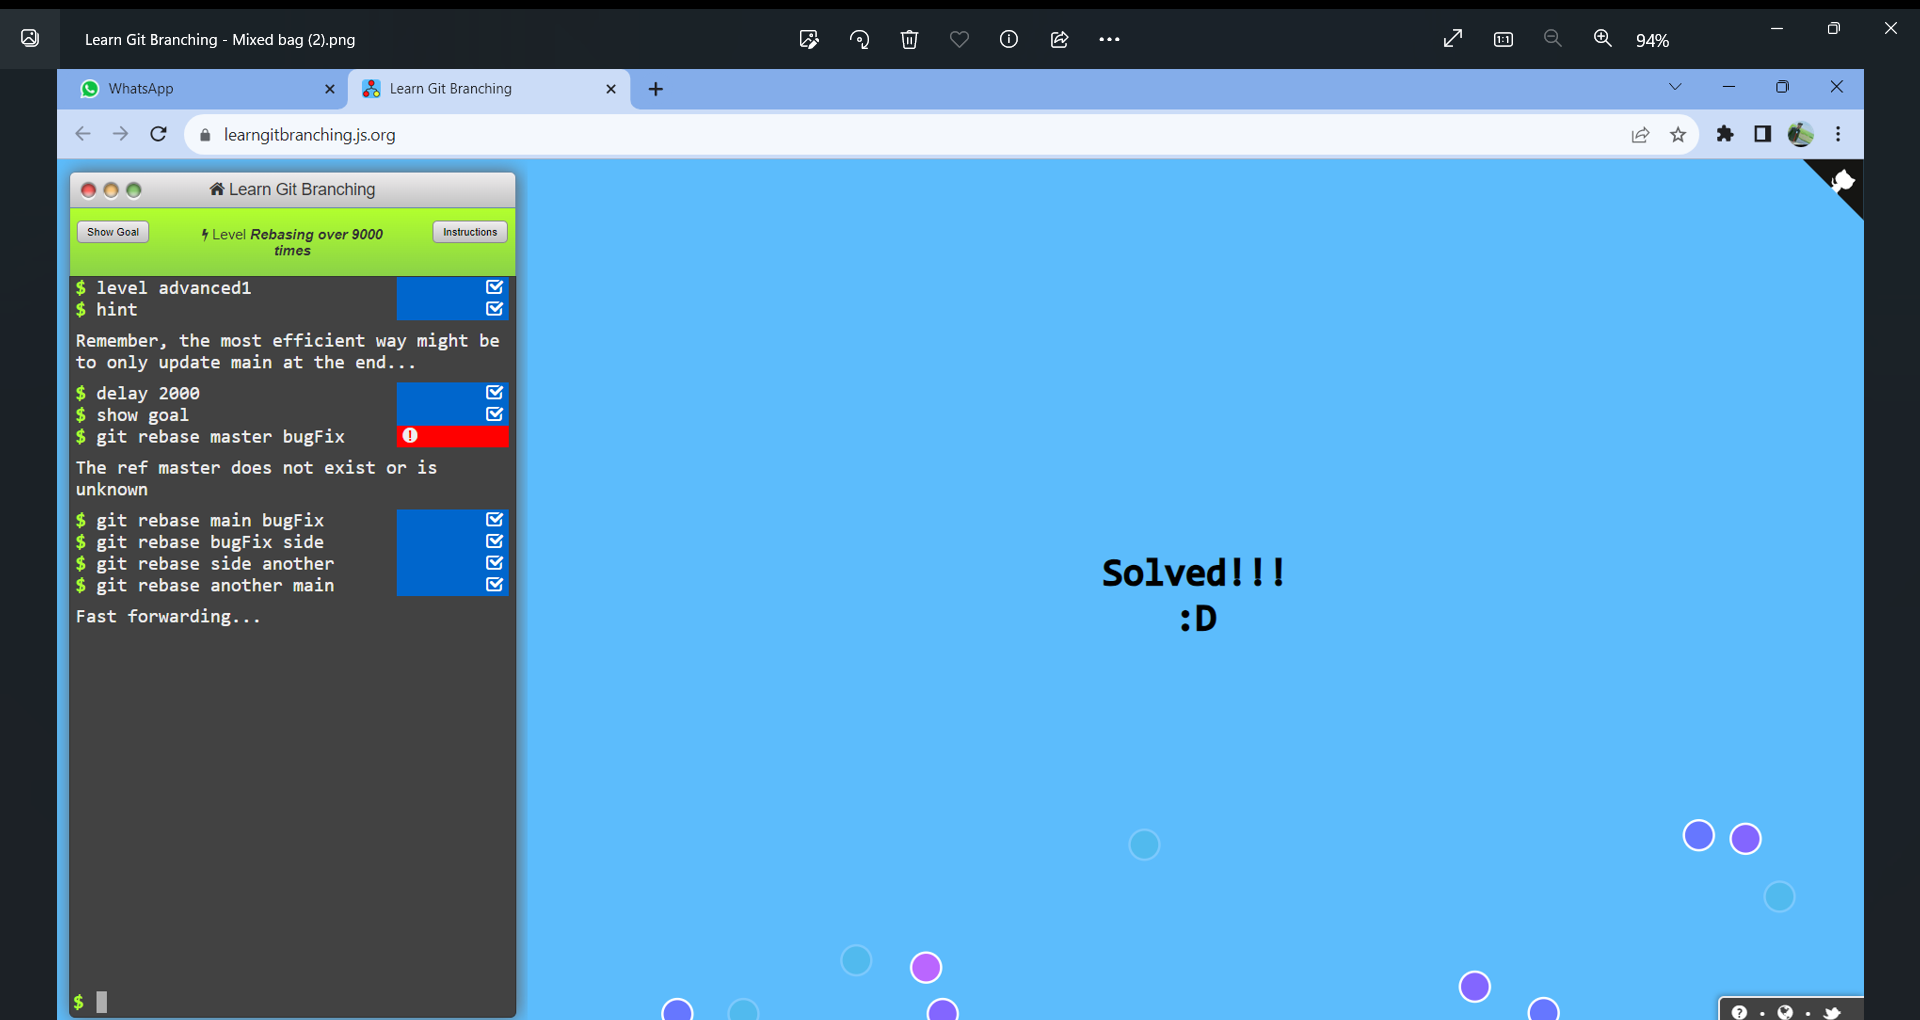 Learn Git Branching - Mixed bag (2).png
94%
WhatsApp
Learn Git Branching
learngitbranching.js.org
Learn Git Branching
Show Goal
Level Rebasing over 9000
times
Instructions
$ level advanced1
$ hint
Remember, the most efficient way might be
to only update main at the end...
$ delay 2000
$ show goal
$ git rebase master bugFix
The ref master does not exist or is
unknown
$ git rebase main bugFix
$ git rebase bugFix side
$ git rebase side another
$ git rebase another main
Fast forwarding...
$
Solved!!!
:D